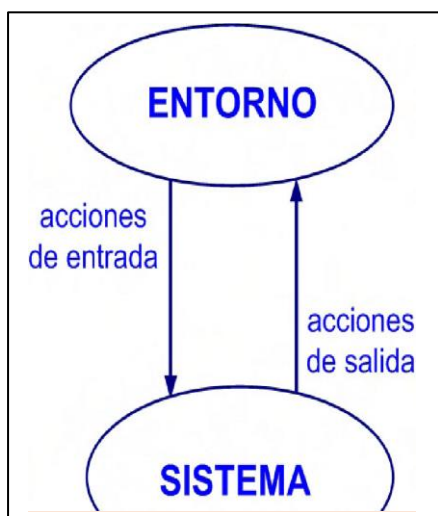 ENTORNO
acciones
de entrada
acciones
de salida
SISTEMA